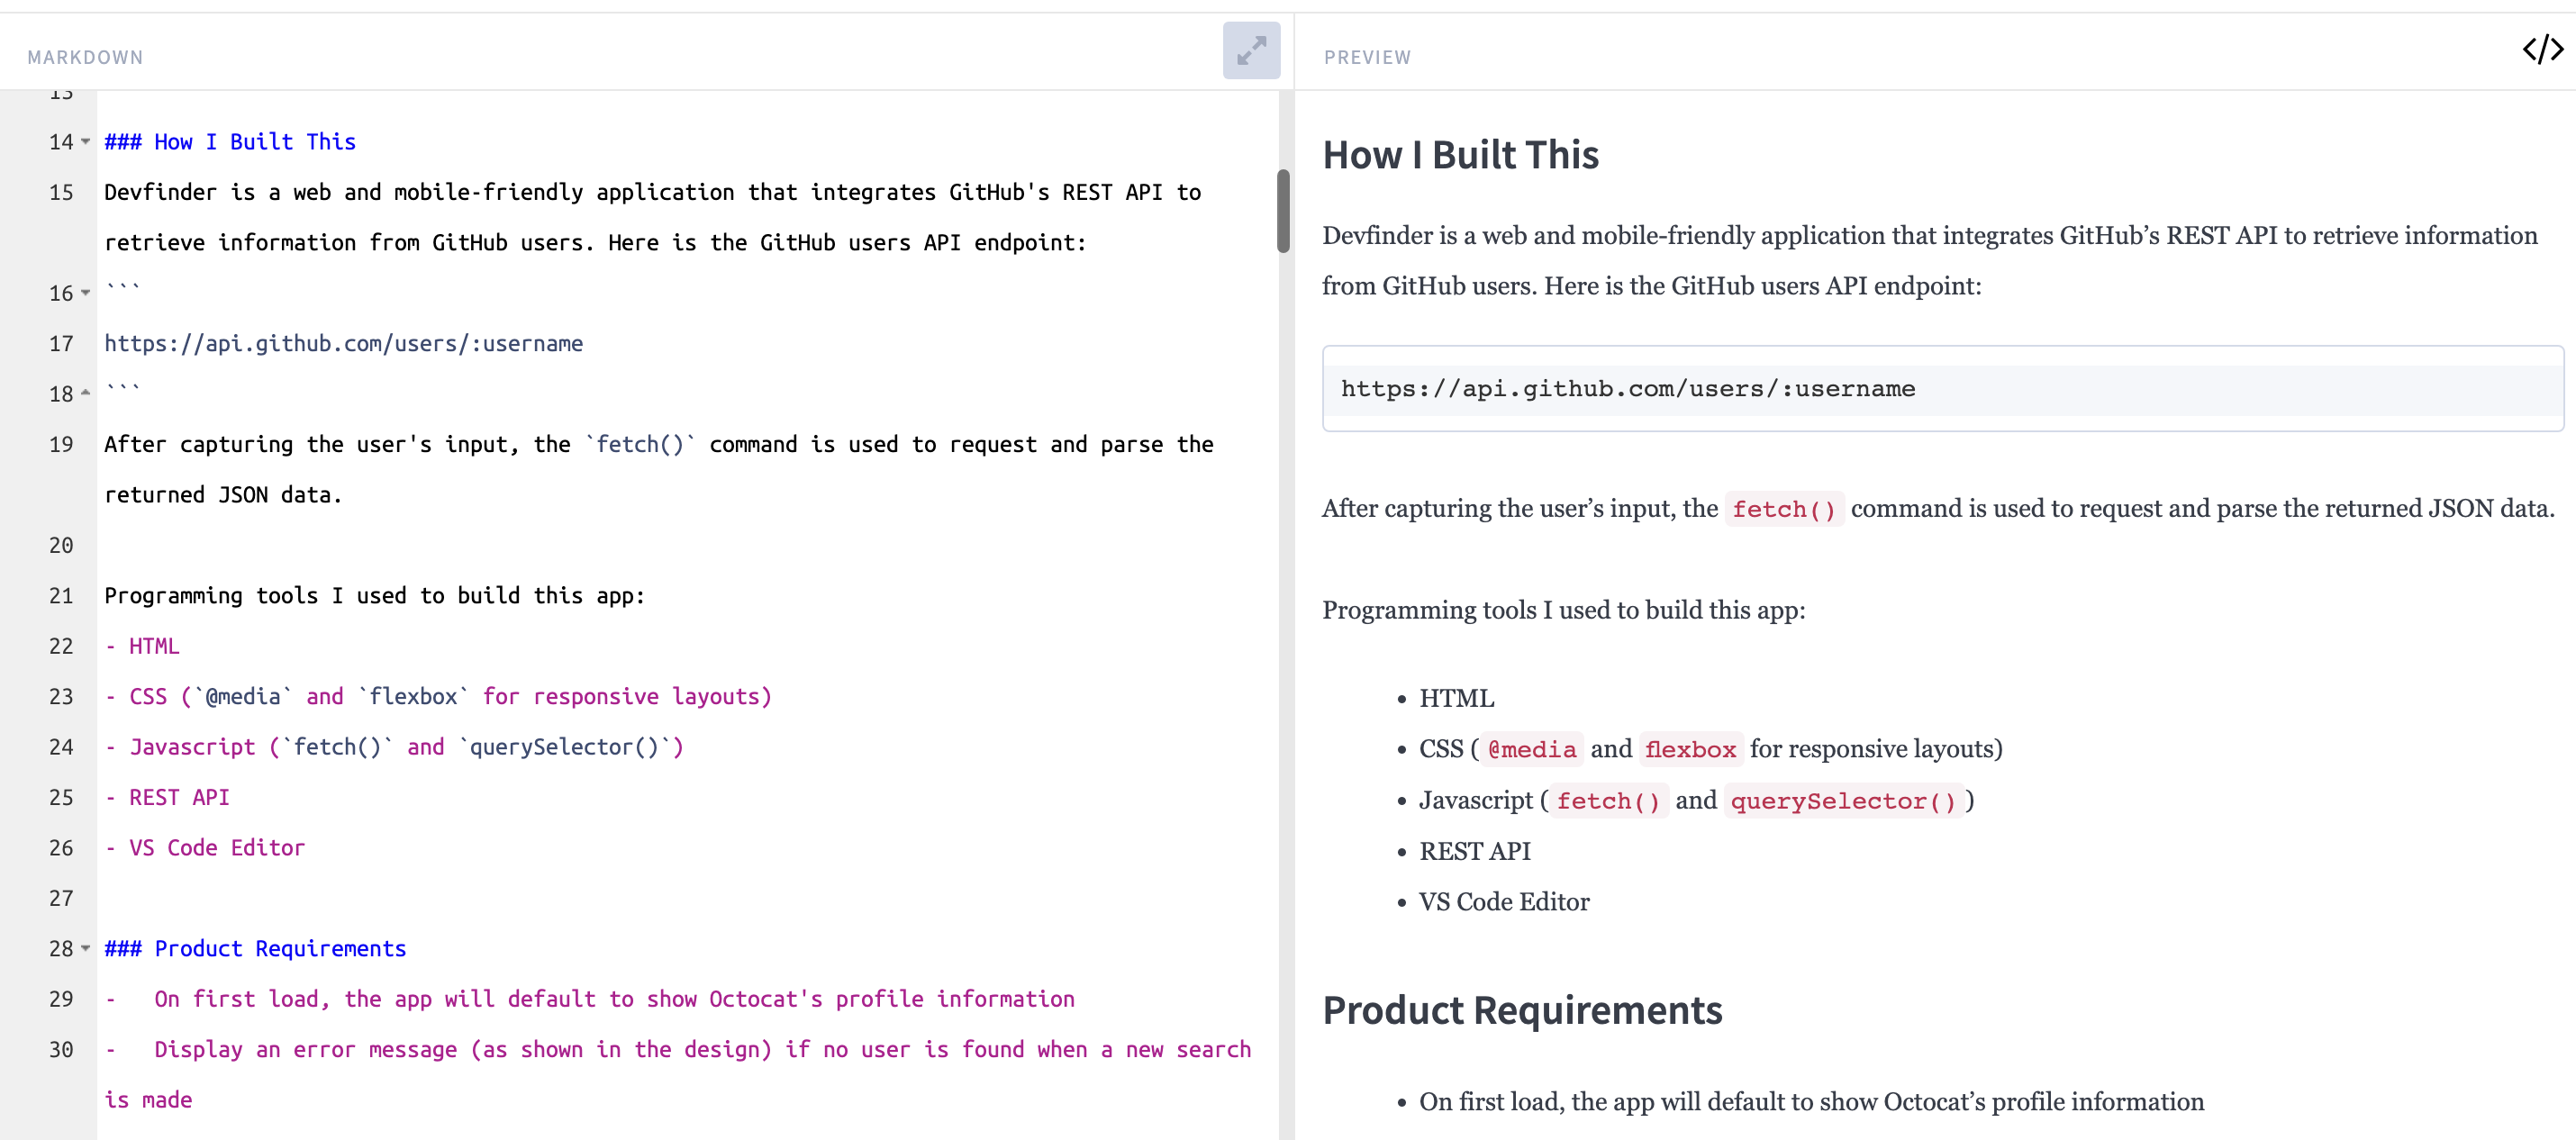 MARKDOWN
13
14 ### How I Built This
15 Devfinder is a web and mobile-friendly application that integrates GitHub's REST API to
retrieve information from GitHub users. Here is the GitHub users API endpoint:
16 ```
17 https://api.github.com/users/:username
18 ```
19 After capturing the user's input, the `fetch()` command is used to request and parse the
returned JSON data.
20
21 Programming tools I used to build this app:
22 - HTML
23 - CSS (`@media` and `flexbox` for responsive layouts)
24 - Javascript (`fetch()` and `querySelector()`)
25 - REST API
26 - VS Code Editor
27
28 ### Product Requirements
29 -   On first load, the app will default to show Octocat's profile information
30 -   Display an error message (as shown in the design) if no user is found when a new search
is made
PREVIEW
</>
How I Built This
Devfinder is a web and mobile-friendly application that integrates GitHub’s REST API to retrieve information
from GitHub users. Here is the GitHub users API endpoint:
https://api.github.com/users/:username
After capturing the user’s input, the fetch() command is used to request and parse the returned JSON data.
Programming tools I used to build this app:
• HTML
• CSS ( @media and flexbox for responsive layouts)
• Javascript ( fetch() and querySelector() )
• REST API
• VS Code Editor
Product Requirements
• On first load, the app will default to show Octocat’s profile information